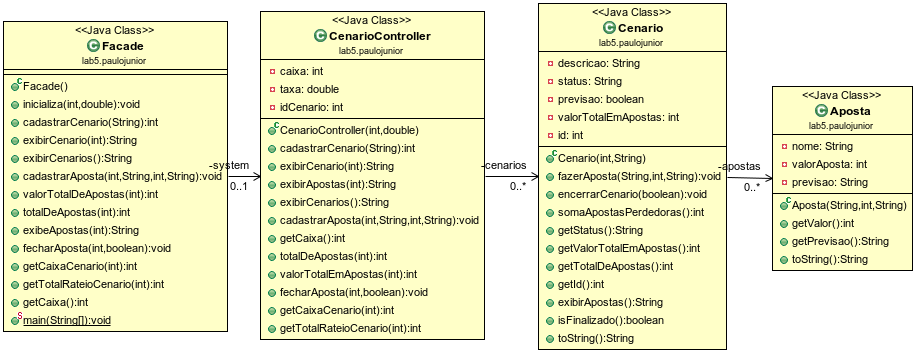 <<Java Class>>
Facade
lab5.paulojunior
Facade()
inicializa(int,double):void
cadastrarCenario(String):int
exibirCenario(int):String
exibirCenarios():String
cadastrarAposta(int,String,int,String):void
valorTotalDeApostas(int):int
totalDeApostas(int):int
exibeApostas(int):String
fecharAposta(int,boolean):void
getCaixaCenario(int):int
getTotalRateioCenario(int):int
getCaixa():int
main(String[]):void
-system
0..1
<<Java Class>>
CenarioController
lab5.paulojunior
caixa: int
taxa: double
idCenario: int
CenarioController(int,double)
cadastrarCenario(String):int
exibirCenario(int):String
exibirApostas(int):String
exibirCenarios():String
cadastrarAposta(int,String,int,String):void
getCaixa():int
totalDeApostas(int):int
valorTotalEmApostas(int):int
fecharAposta(int,boolean):void
getCaixaCenario(int):int
getTotalRateioCenario(int):int
-cenarios
0..*
<<Java Class>>
Cenario
lab5.paulojunior
descricao: String
status: String
previsao: boolean
valorTotalEmApostas: int
id: int
Cenario(int,String)
fazerAposta(String,int,String):void
encerrarCenario(boolean):void
somaApostasPerdedoras():int
getStatus():String
getValorTotalEmApostas():int
getTotalDeApostas():int
getId():int
exibirApostas():String
isFinalizado():boolean
toString():String
-apostas
0..*
<<Java Class>>
Aposta
lab5.paulojunior
nome: String
valorAposta: int
previsao: String
Aposta(String,int,String)
getValor():int
getPrevisao():String
toString():String